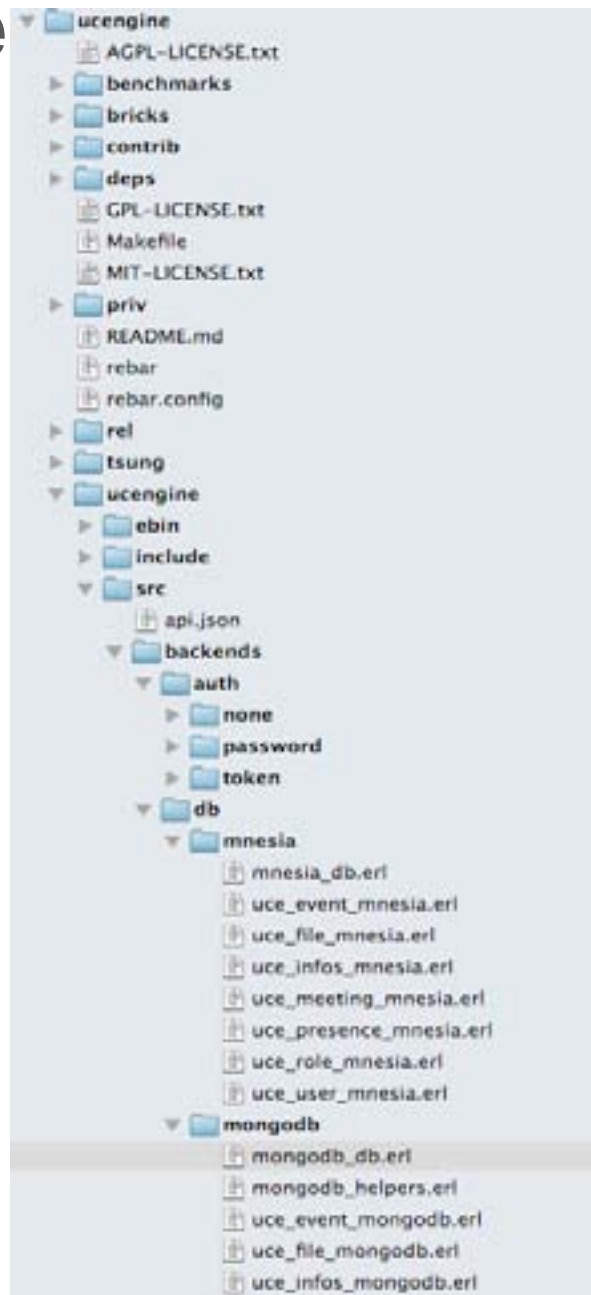 e
ucengine
AGPL-LICENSE.txt
benchmarks
bricks
contrib
deps
GPL-LICENSE.txt
Makefile
MIT-LICENSE.txt
priv
README.md
rebar
rebar.config
rel
tsung
ucengine
ebin
include
src
api.json
backends
auth
none
password
token
db
mnesia
mnesia_db.erl
uce_event_mnesia.erl
uce_file_mnesia.erl
uce_infos_mnesia.erl
uce_meeting_mnesia.erl
uce_presence_mnesia.erl
uce_role_mnesia.erl
uce_user_mnesia.erl
mongodb
mongodb_db.erl
mongodb_helpers.erl
uce_event_mongodb.erl
uce_file_mongodb.erl
uce_infos_mongodb.erl